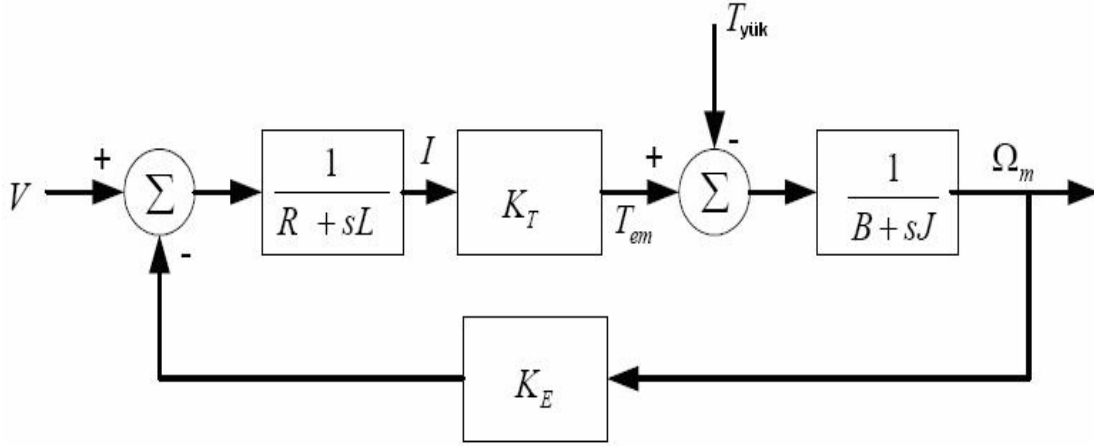 T_yük
V
+
-
Σ
1
R + sL
I
K_T
+
T_em
-
Σ
1
B + sJ
Ω_m
K_E